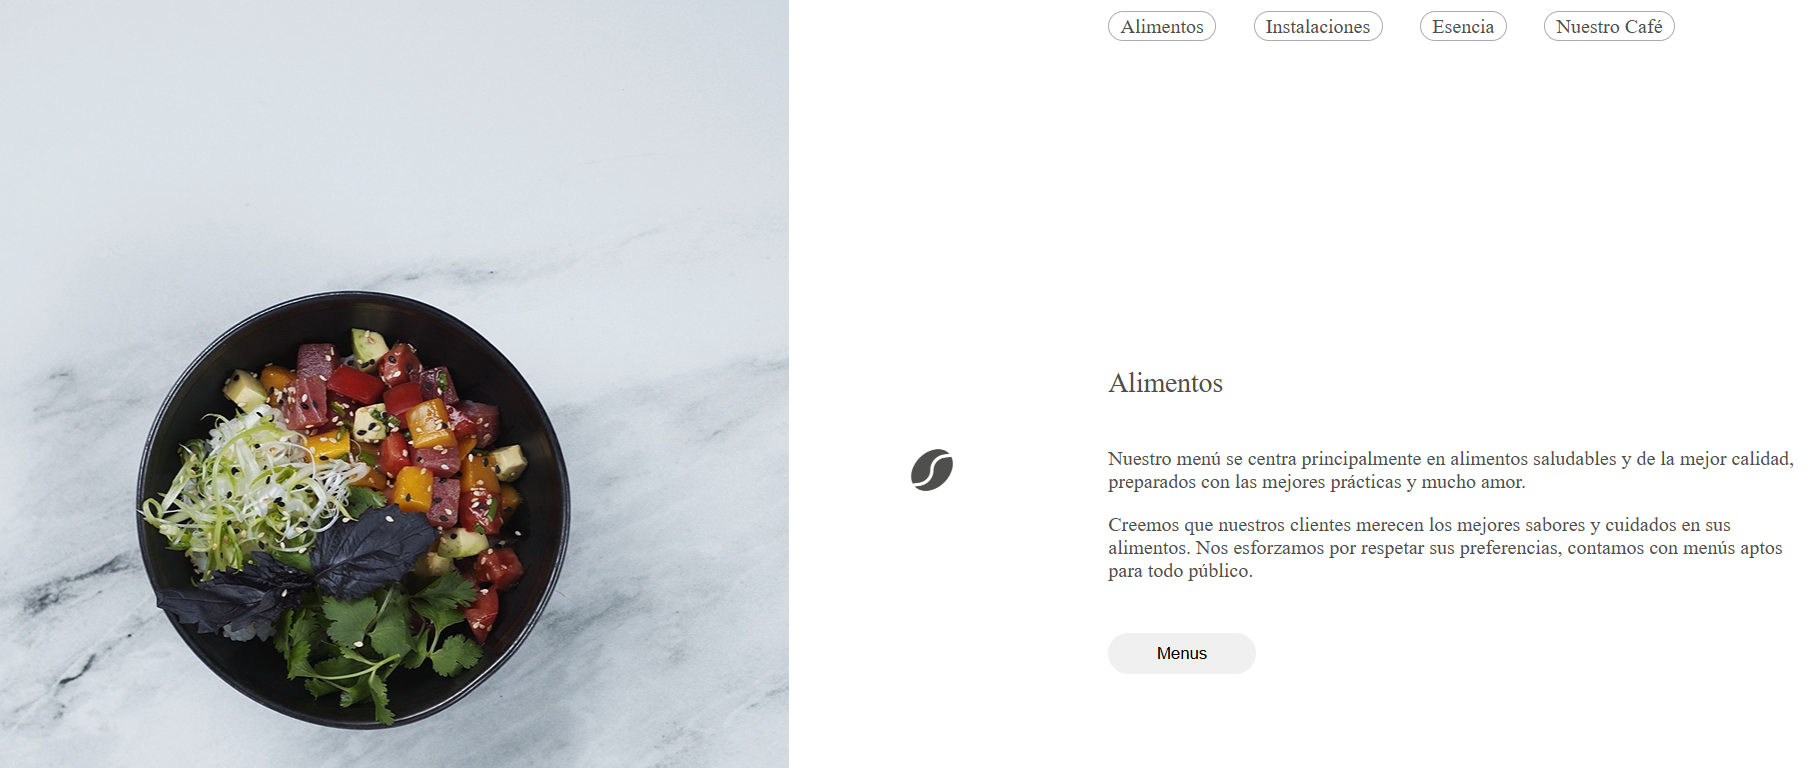 Alimentos
Instalaciones
Esencia
Nuestro Café
Alimentos
Nuestro menú se centra principalmente en alimentos saludables y de la mejor calidad,
preparados con las mejores prácticas y mucho amor.
Creemos que nuestros clientes merecen los mejores sabores y cuidados en sus
alimentos. Nos esforzamos por respetar sus preferencias, contamos con menús aptos
para todo público.
Menus